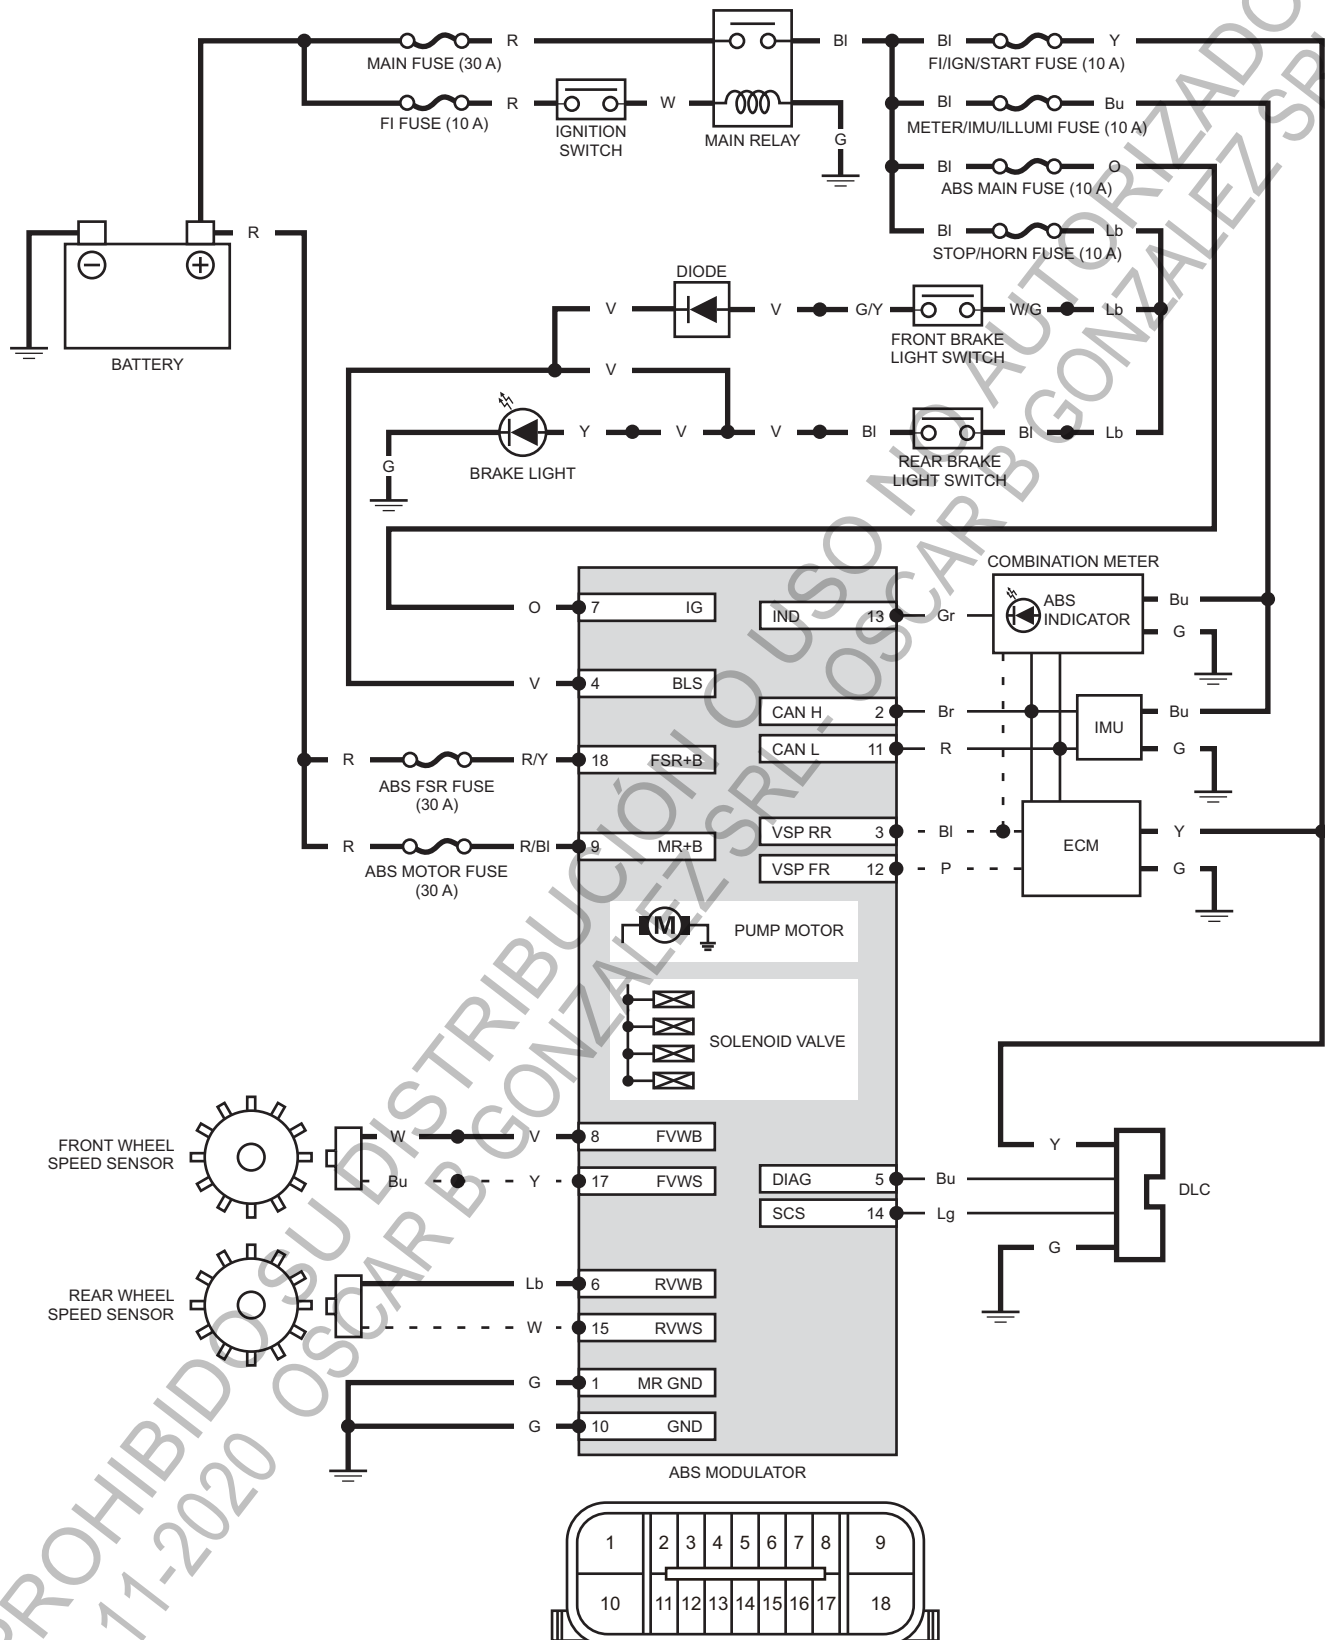 MAIN FUSE (30 A)
R
Bl
Bl
Y
FI/IGN/START FUSE (10 A)
FI FUSE (10 A)
R
IGNITION
SWITCH
W
MAIN RELAY
G
Bl
Bu
METER/IMU/ILLUMI FUSE (10 A)
Bl
O
ABS MAIN FUSE (10 A)
Bl
Lb
STOP/HORN FUSE (10 A)
R
BATTERY
DIODE
V
V
G/Y
W/G
Lb
FRONT BRAKE
LIGHT SWITCH
V
Y
V
V
Bl
Bl
Lb
BRAKE LIGHT
G
REAR BRAKE
LIGHT SWITCH
COMBINATION METER
O
7 IG
IND 13
Gr
ABS
INDICATOR
Bu
G
V
4 BLS
CAN H 2
Br
IMU
Bu
CAN L 11
R
G
R
R/Y
18 FSR+B
ABS FSR FUSE
(30 A)
VSP RR 3
Bl
ECM
Y
R
R/Bl
9 MR+B
VSP FR 12
P
G
ABS MOTOR FUSE
(30 A)
M
PUMP MOTOR
SOLENOID VALVE
FRONT WHEEL
SPEED SENSOR
W
V
8 FVWB
Bu
Y
17 FVWS
Y
DIAG 5
Bu
DLC
SCS 14
Lg
G
REAR WHEEL
SPEED SENSOR
Lb
6 RVWB
W
15 RVWS
G
1 MR GND
G
10 GND
ABS MODULATOR
1 2 3 4 5 6 7 8 9
10 11 12 13 14 15 16 17 18
PROHIBIDO SU DISTRIBUCIÓN O USO NO AUTORIZADO
11-2020 OSCAR B GONZALEZ SRL - OSCAR B GONZALEZ SRL